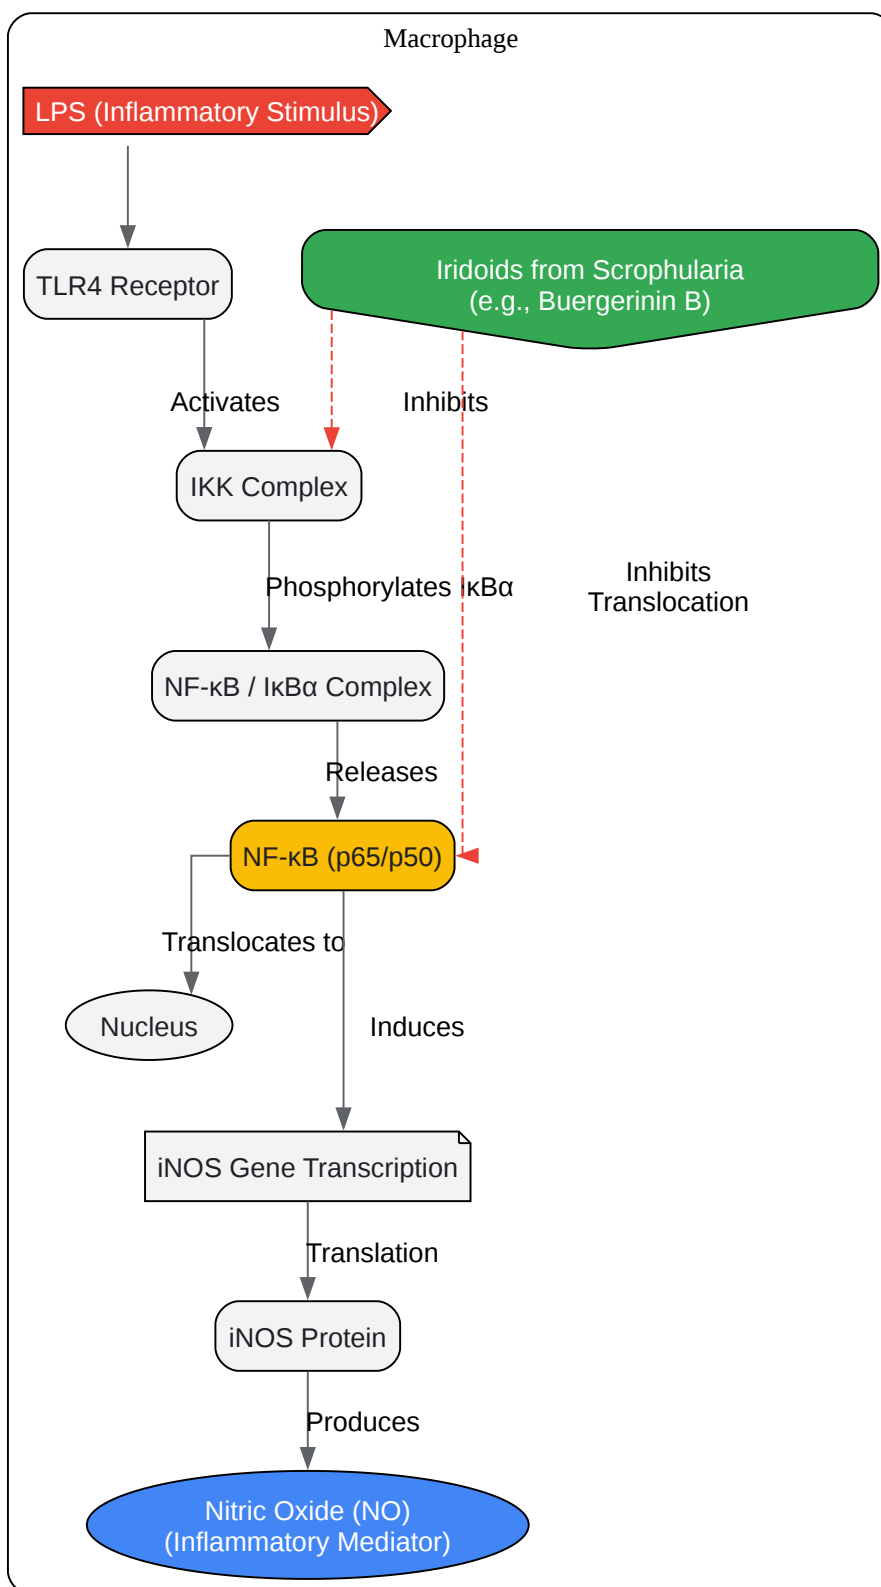 Macrophage
LPS (Inflammatory Stimulus)
TLR4 Receptor
Iridoids from Scrophularia
(e.g., Buergerinin B)
Activates
Inhibits
IKK Complex
Phosphorylates IκBα
Inhibits
Translocation
NF-κB / IκBα Complex
Releases
NF-κB (p65/p50)
Translocates to
Nucleus
Induces
iNOS Gene Transcription
Translation
iNOS Protein
Produces
Nitric Oxide (NO)
(Inflammatory Mediator)